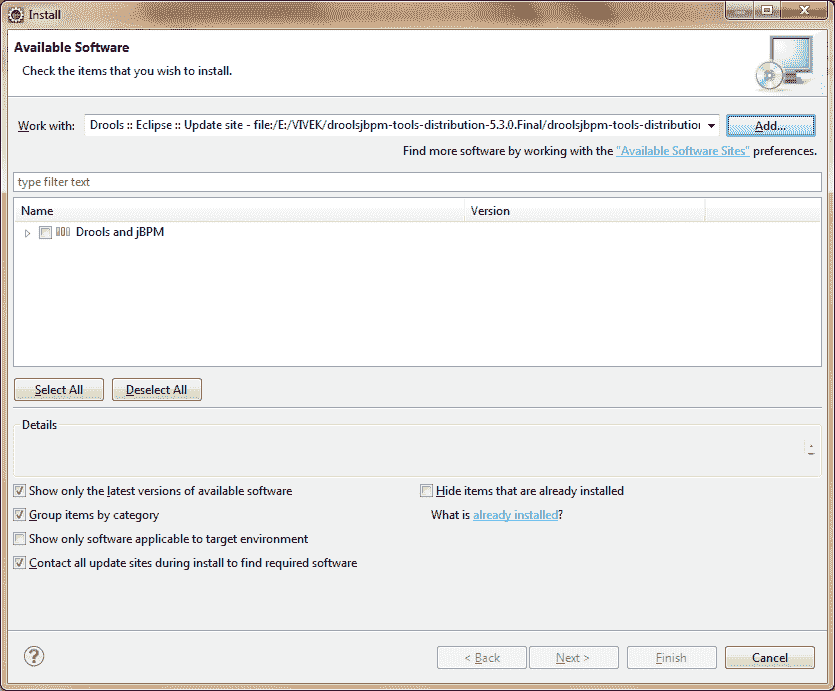 Install
Available Software
Check the items that you wish to install.
Work with: Drools :: Eclipse :: Update site - file:/E:/VIVEK/droolsjbpm-tools-distribution-5.3.0.Final/droolsjbpm-tools-distribution Add...
Find more software by working with the "Available Software Sites" preferences.
type filter text
Name Version
Drools and jBPM
Select All Deselect All
Details
Show only the latest versions of available software Hide items that are already installed
Group items by category What is already installed?
Show only software applicable to target environment
Contact all update sites during install to find required software
? < Back Next > Finish Cancel